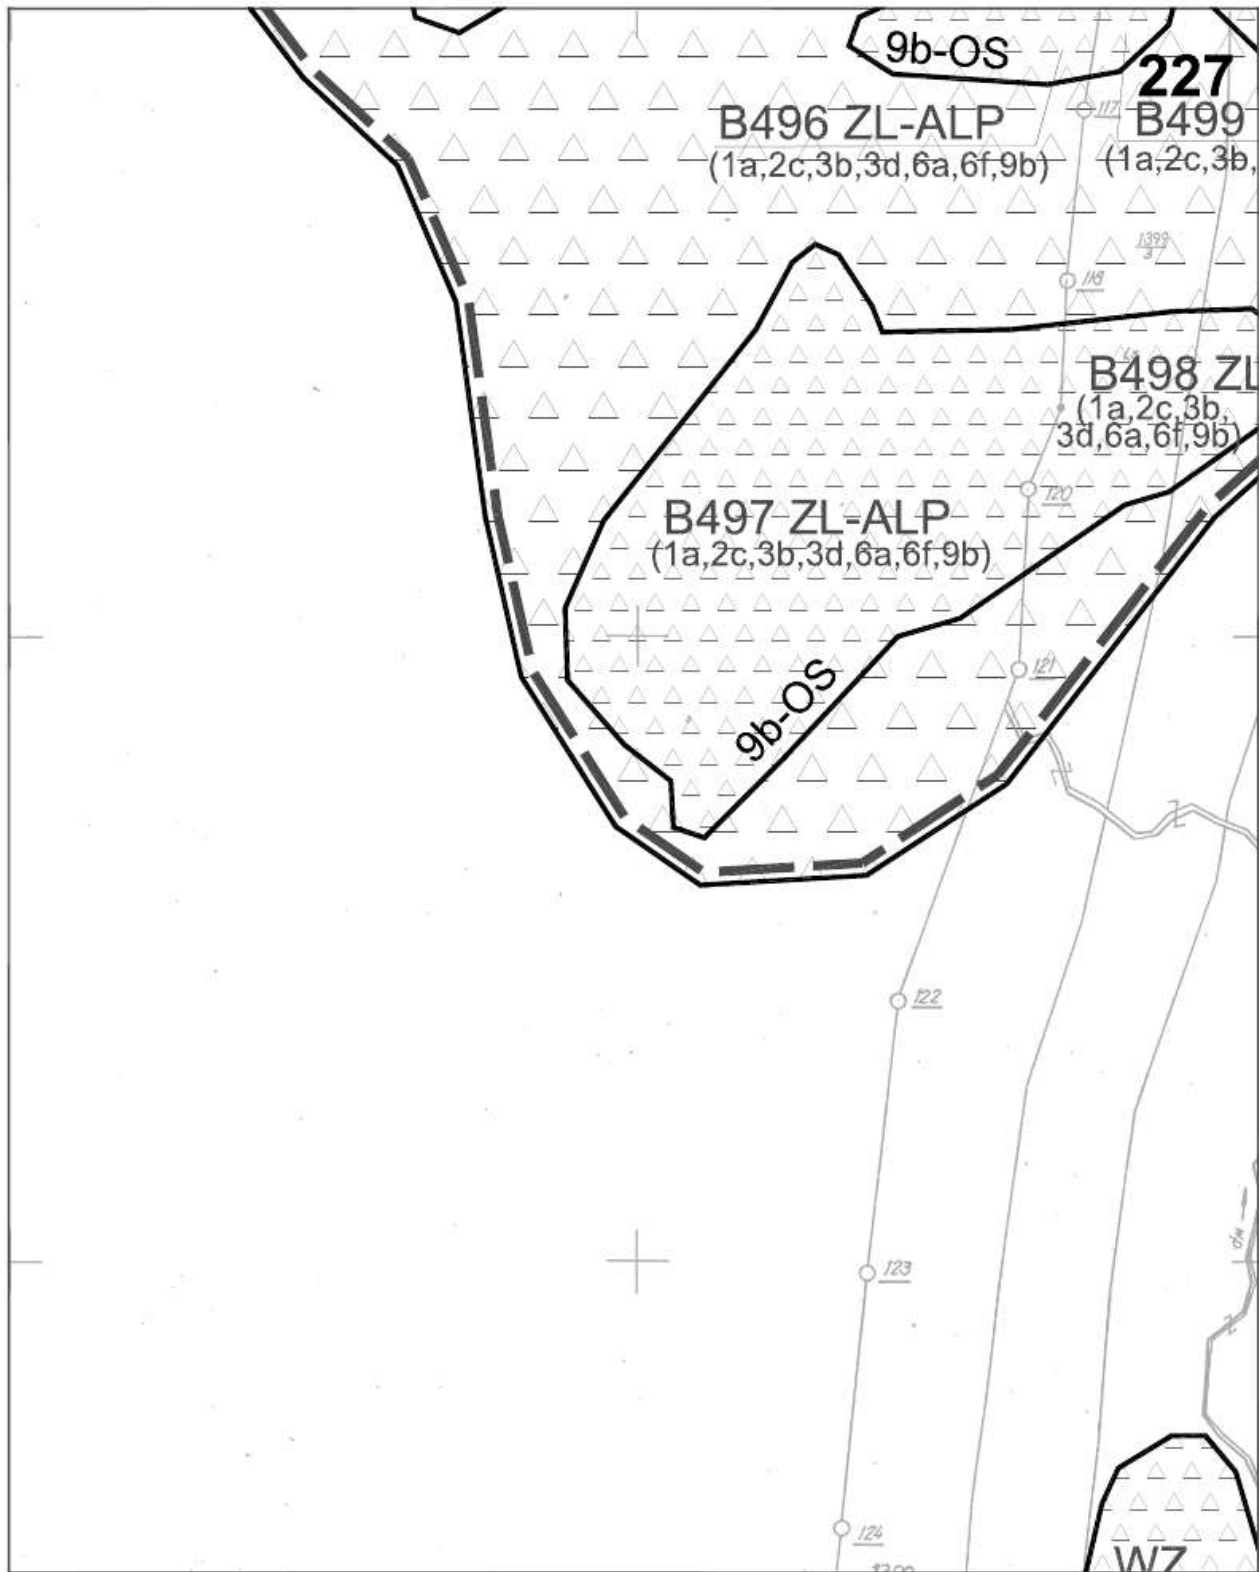 9b-OS
227
B496 ZL-ALP
(1a,2c,3b,3d,6a,6f,9b)
117
B499
(1a,2c,3b,
1399
3
118
B498 ZL
(1a,2c,3b,
3d,6a,6f,9b)
120
B497 ZL-ALP
(1a,2c,3b,3d,6a,6f,9b)
121
9b-OS
122
123
124
WZ